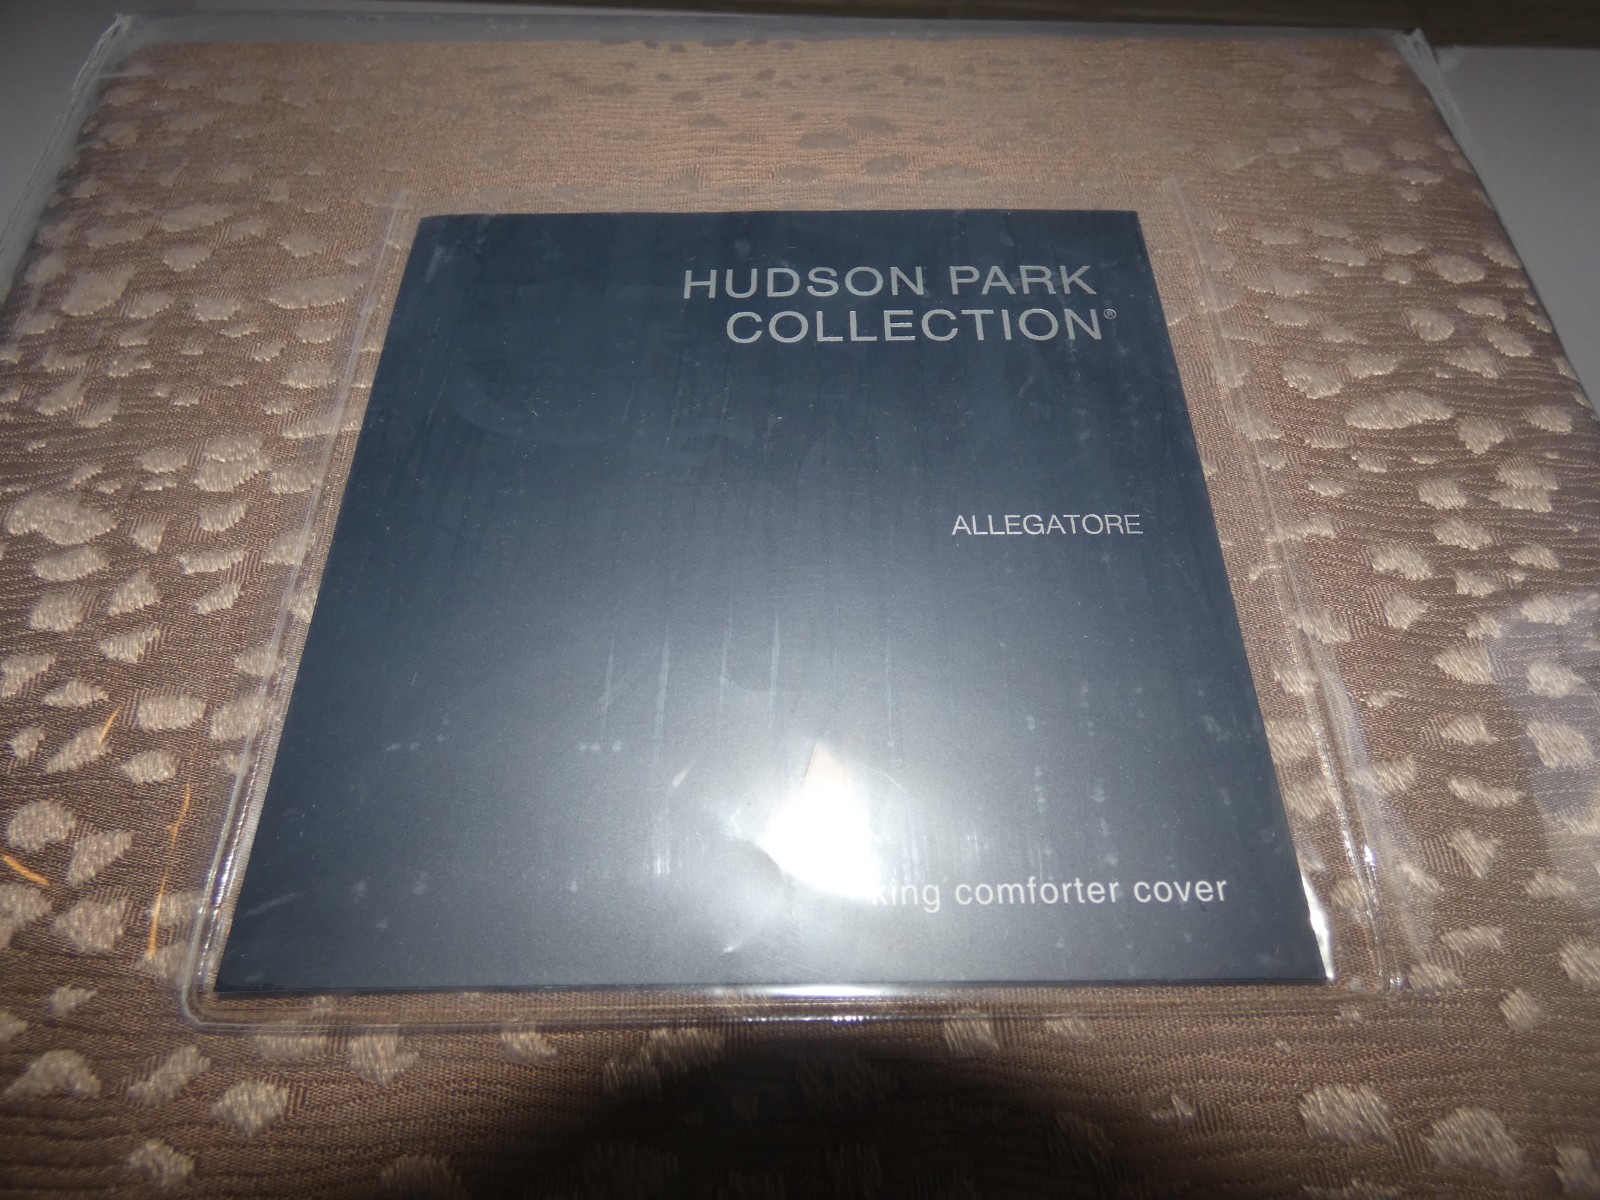 HUDSON PARK
COLLECTION®
ALLEGATORE
king comforter cover